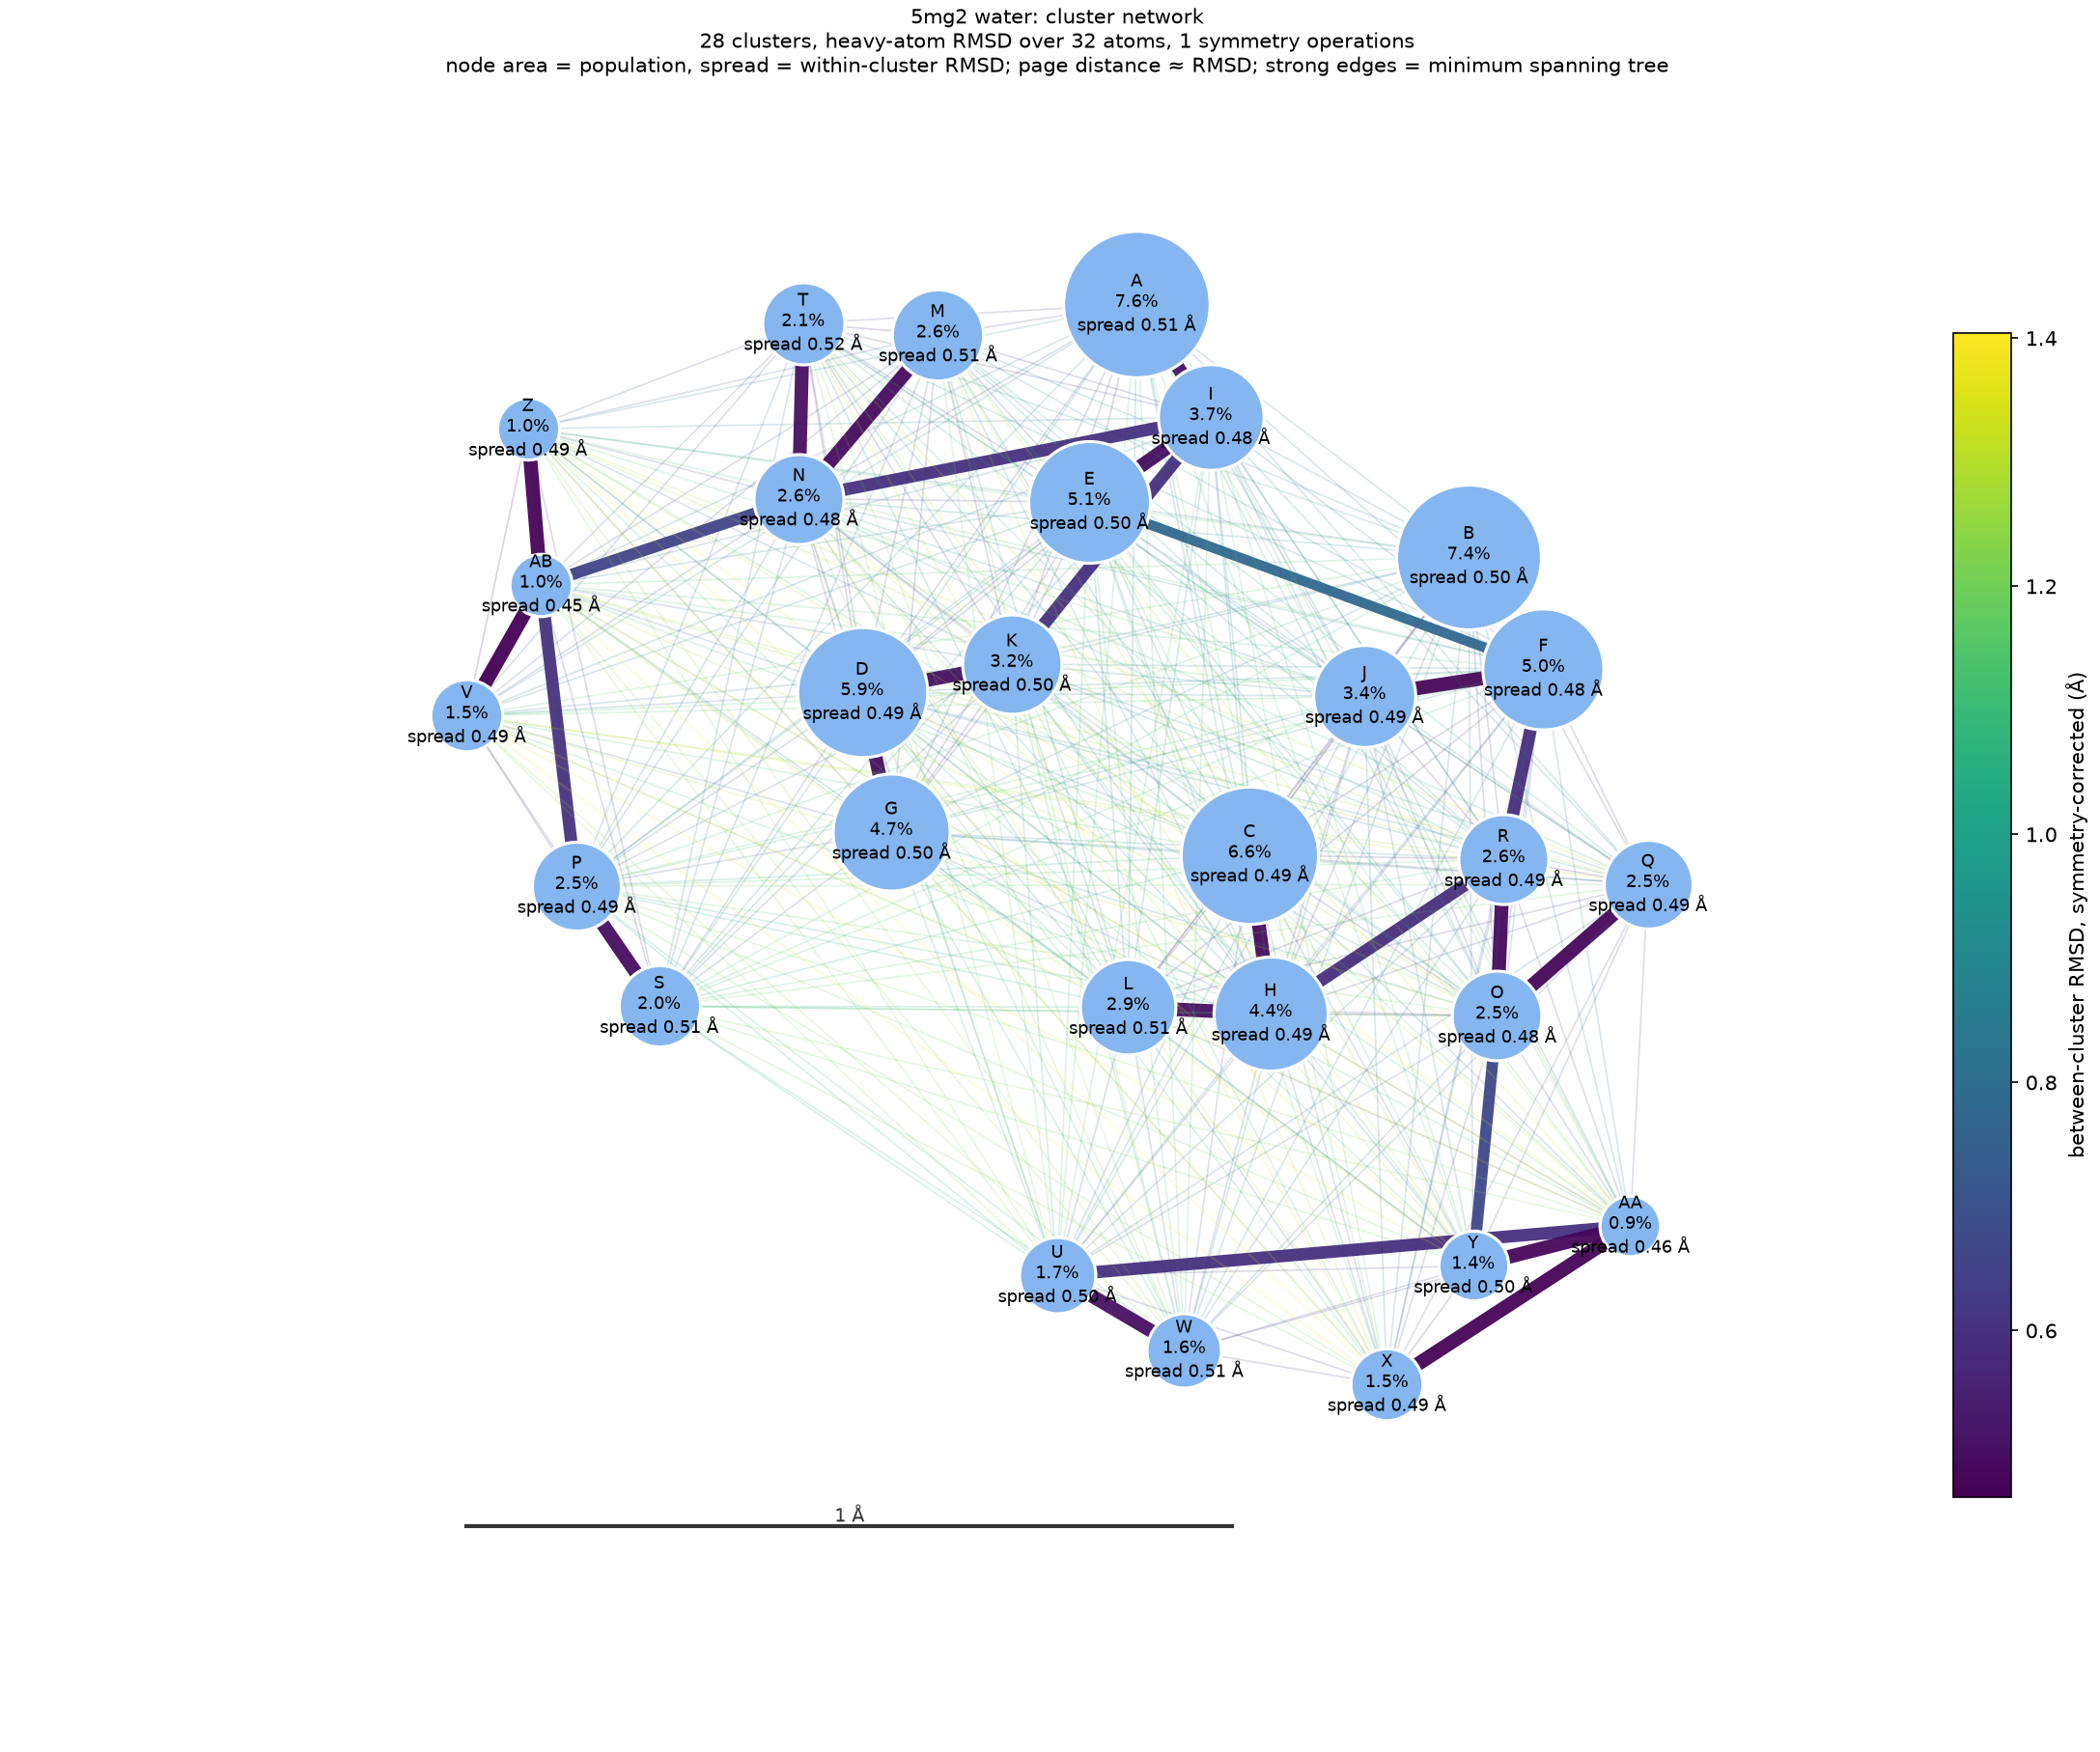 5mg2 water: cluster network
28 clusters, heavy-atom RMSD over 32 atoms, 1 symmetry operations
node area = population, spread = within-cluster RMSD; page distance ≈ RMSD; strong edges = minimum spanning tree
A
7.6%
spread 0.51 Å
T
2.1%
spread 0.52 Å
M
2.6%
spread 0.51 Å
I
3.7%
spread 0.48 Å
Z
1.0%
spread 0.49 Å
N
2.6%
spread 0.48 Å
E
5.1%
spread 0.50 Å
B
7.4%
spread 0.50 Å
AB
1.0%
spread 0.45 Å
K
3.2%
spread 0.50 Å
F
5.0%
spread 0.48 Å
D
5.9%
spread 0.49 Å
J
3.4%
spread 0.49 Å
V
1.5%
spread 0.49 Å
G
4.7%
spread 0.50 Å
C
6.6%
spread 0.49 Å
R
2.6%
spread 0.49 Å
Q
2.5%
spread 0.49 Å
P
2.5%
spread 0.49 Å
S
2.0%
spread 0.51 Å
L
2.9%
spread 0.51 Å
H
4.4%
spread 0.49 Å
O
2.5%
spread 0.48 Å
AA
0.9%
spread 0.46 Å
U
1.7%
spread 0.50 Å
Y
1.4%
spread 0.50 Å
W
1.6%
spread 0.51 Å
X
1.5%
spread 0.49 Å
1 Å
1.4
1.2
1.0
0.8
0.6
between-cluster RMSD, symmetry-corrected (Å)